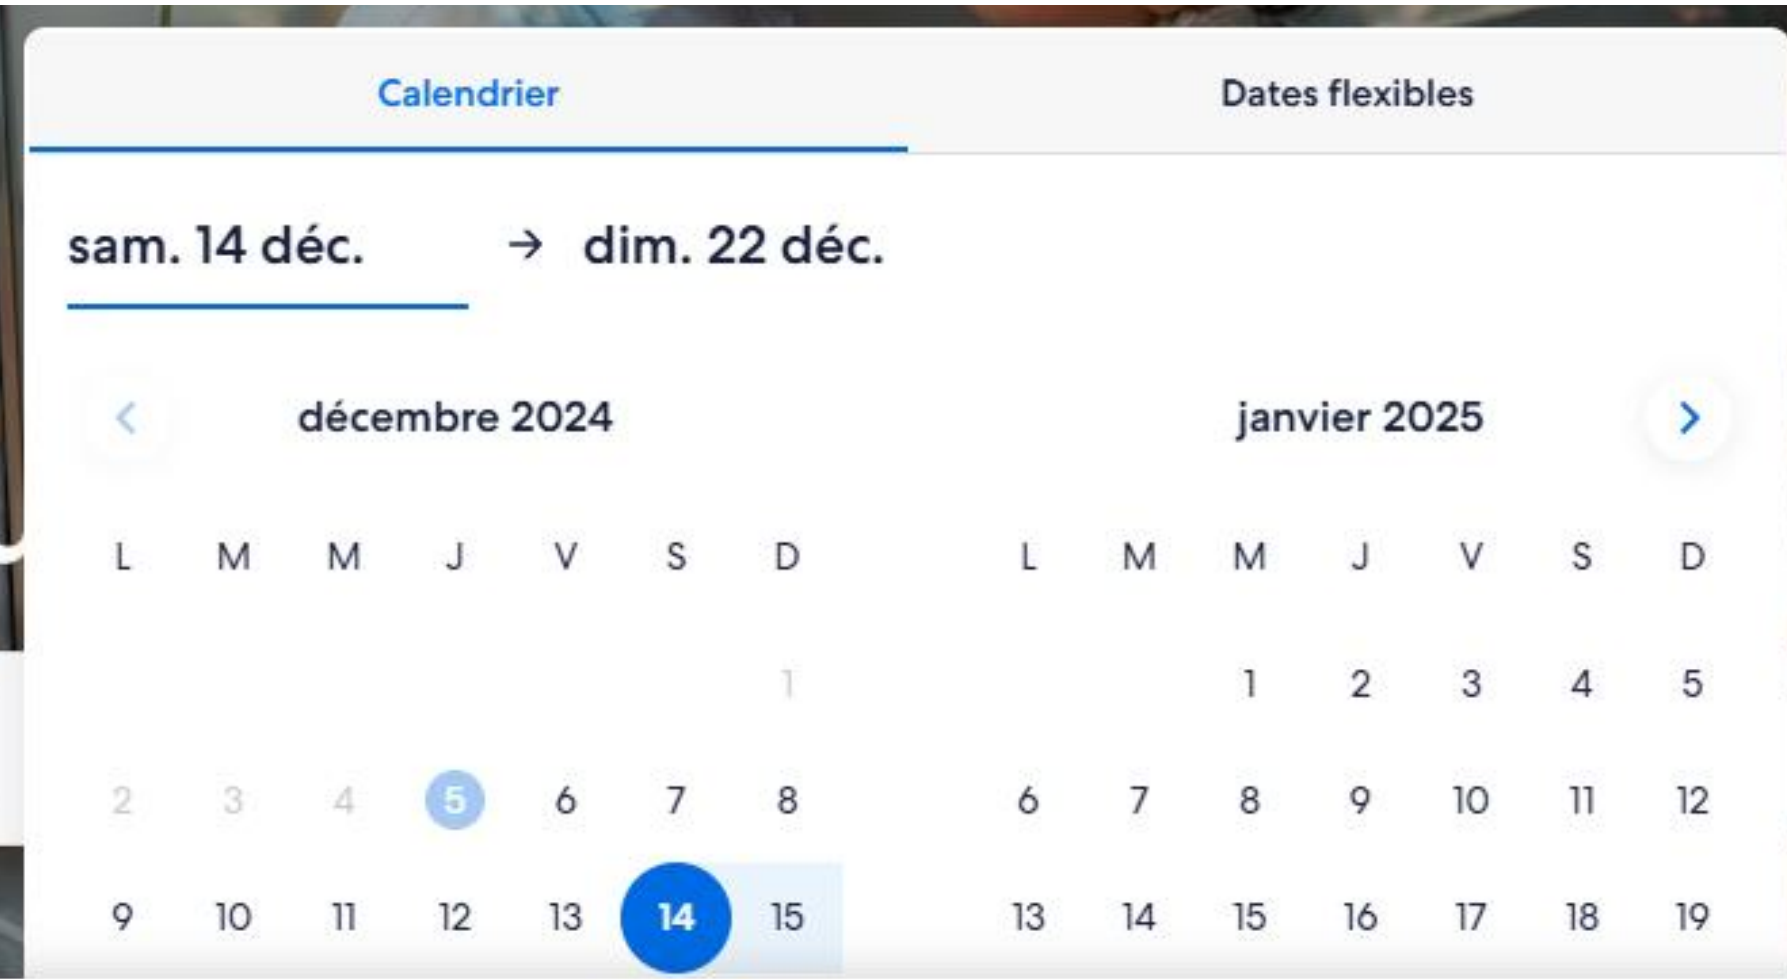 Calendrier Dates flexibles
sam. 14 déc. → dim. 22 déc.
décembre 2024 janvier 2025
L M M J V S D L M M J V S D
1 1 2 3 4 5
2 3 4 5 6 7 8 6 7 8 9 10 11 12
9 10 11 12 13 14 15 13 14 15 16 17 18 19